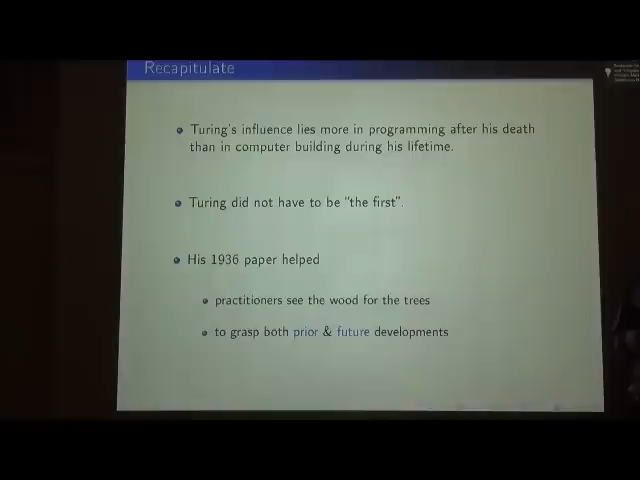 Recapitulate
Turing's influence lies more in programming after his death
than in computer building during his lifetime.
Turing did not have to be "the first".
His 1936 paper helped
practitioners see the wood for the trees
to grasp both prior & future developments